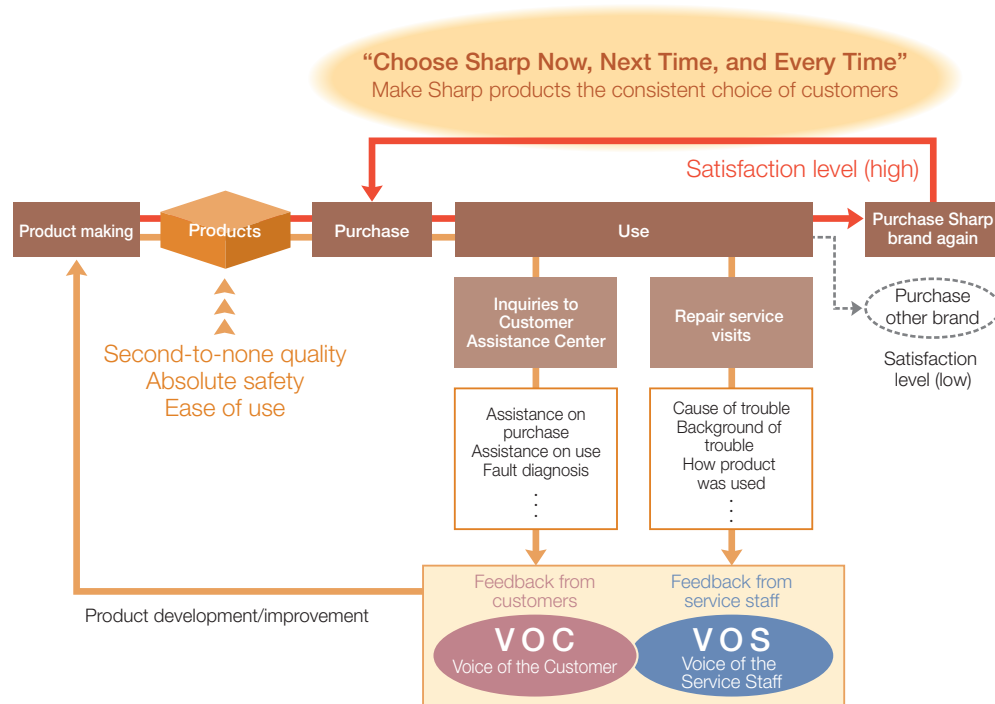 “Choose Sharp Now, Next Time, and Every Time”
Make Sharp products the consistent choice of customers
Satisfaction level (high)
Product making
Products
Purchase
Use
Purchase Sharp
brand again
Purchase
other brand
Satisfaction
level (low)
Second-to-none quality
Absolute safety
Ease of use
Inquiries to
Customer
Assistance Center
Repair service
visits
Assistance on
purchase
Assistance on use
Fault diagnosis
⋮
Cause of trouble
Background of
trouble
How product
was used
⋮
Product development/improvement
Feedback from
customers
VOC
Voice of the Customer
Feedback from
service staff
VOS
Voice of the
Service Staff